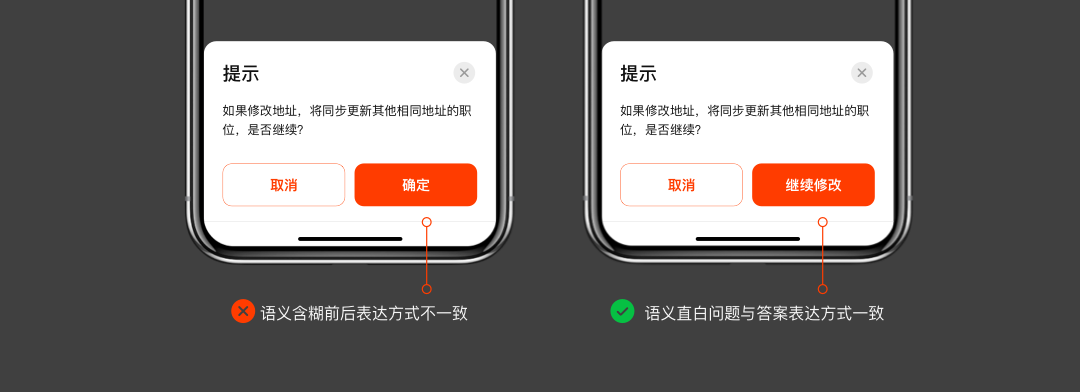 提示
如果修改地址，将同步更新其他相同地址的职
位，是否继续?
取消
确定
语义含糊前后表达方式不一致
提示
如果修改地址，将同步更新其他相同地址的职
位，是否继续?
取消
继续修改
语义直白问题与答案表达方式一致